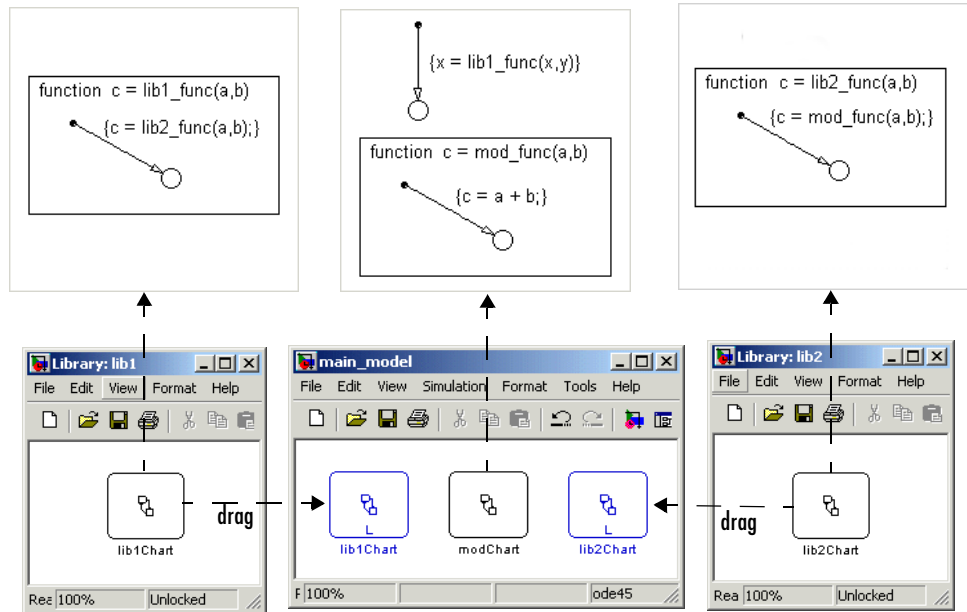 function c = lib1_func(a,b)
{c = lib2_func(a,b);}
{x = lib1_func(x,y)}
function c = mod_func(a,b)
{c = a + b;}
function c = lib2_func(a,b)
{c = mod_func(a,b);}
Library: lib1
File Edit View Format Help
lib1Chart
Rea 100% Unlocked
drag
main_model
File Edit View Simulation Format Tools Help
L
lib1Chart
modChart
L
lib2Chart
F 100% ode45
drag
Library: lib2
File Edit View Format Help
lib2Chart
Rea 100% Unlocked